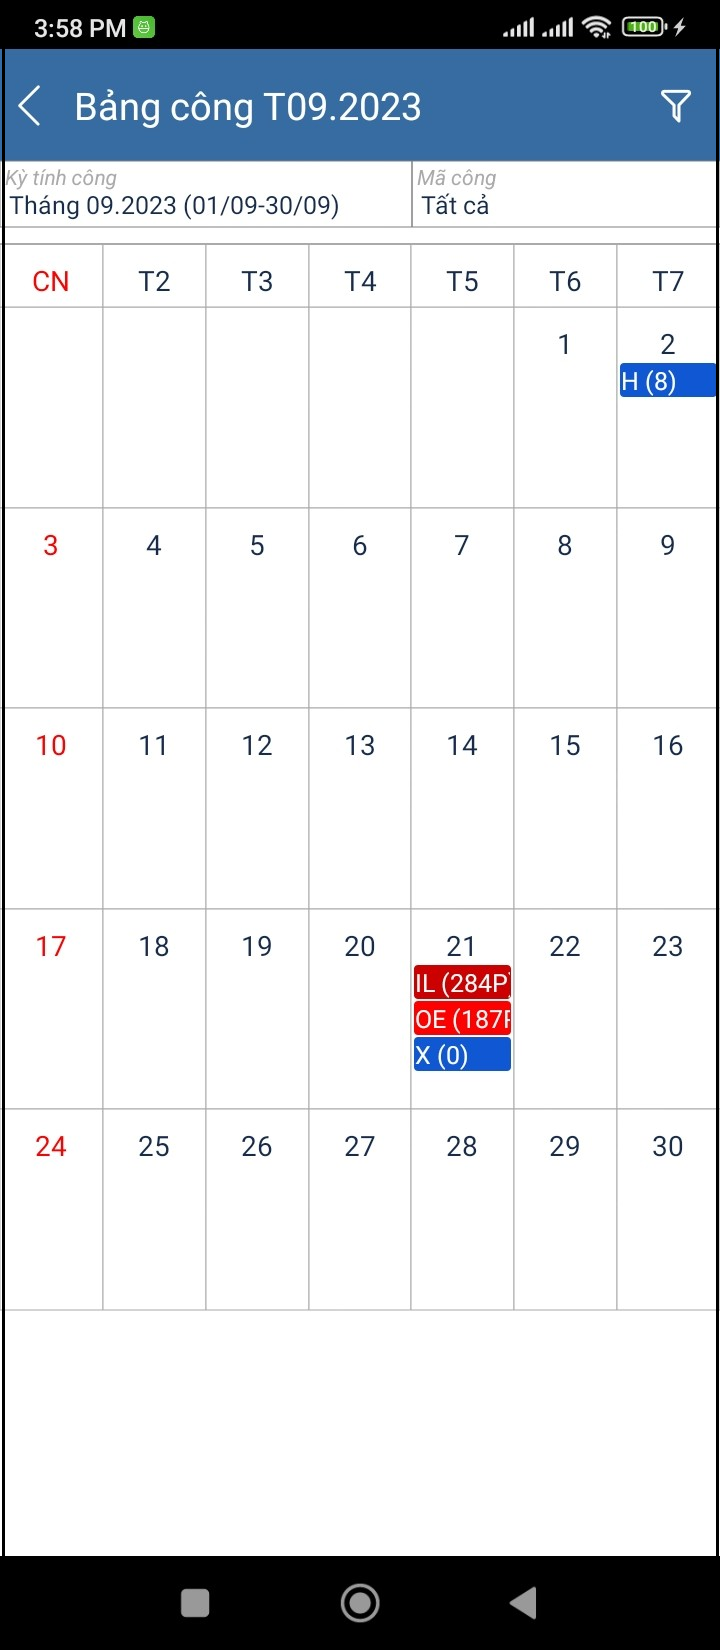 3:58 PM
100
Bảng công T09.2023
Kỳ tính công
Mã công
Tháng 09.2023 (01/09-30/09)
Tất cả
CN T2 T3 T4 T5 T6 T7
1 2
H (8)
3 4 5 6 7 8 9
10 11 12 13 14 15 16
17 18 19 20 21 22 23
IL (284P)
OE (187P
X (0)
24 25 26 27 28 29 30